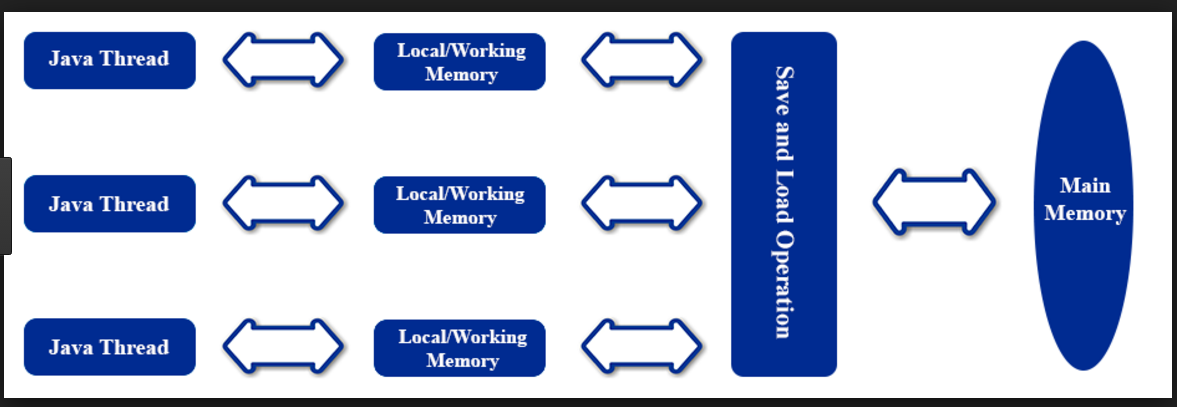 Java Thread
Local/Working
Memory
Java Thread
Local/Working
Memory
Java Thread
Local/Working
Memory
Save and Load Operation
Main
Memory